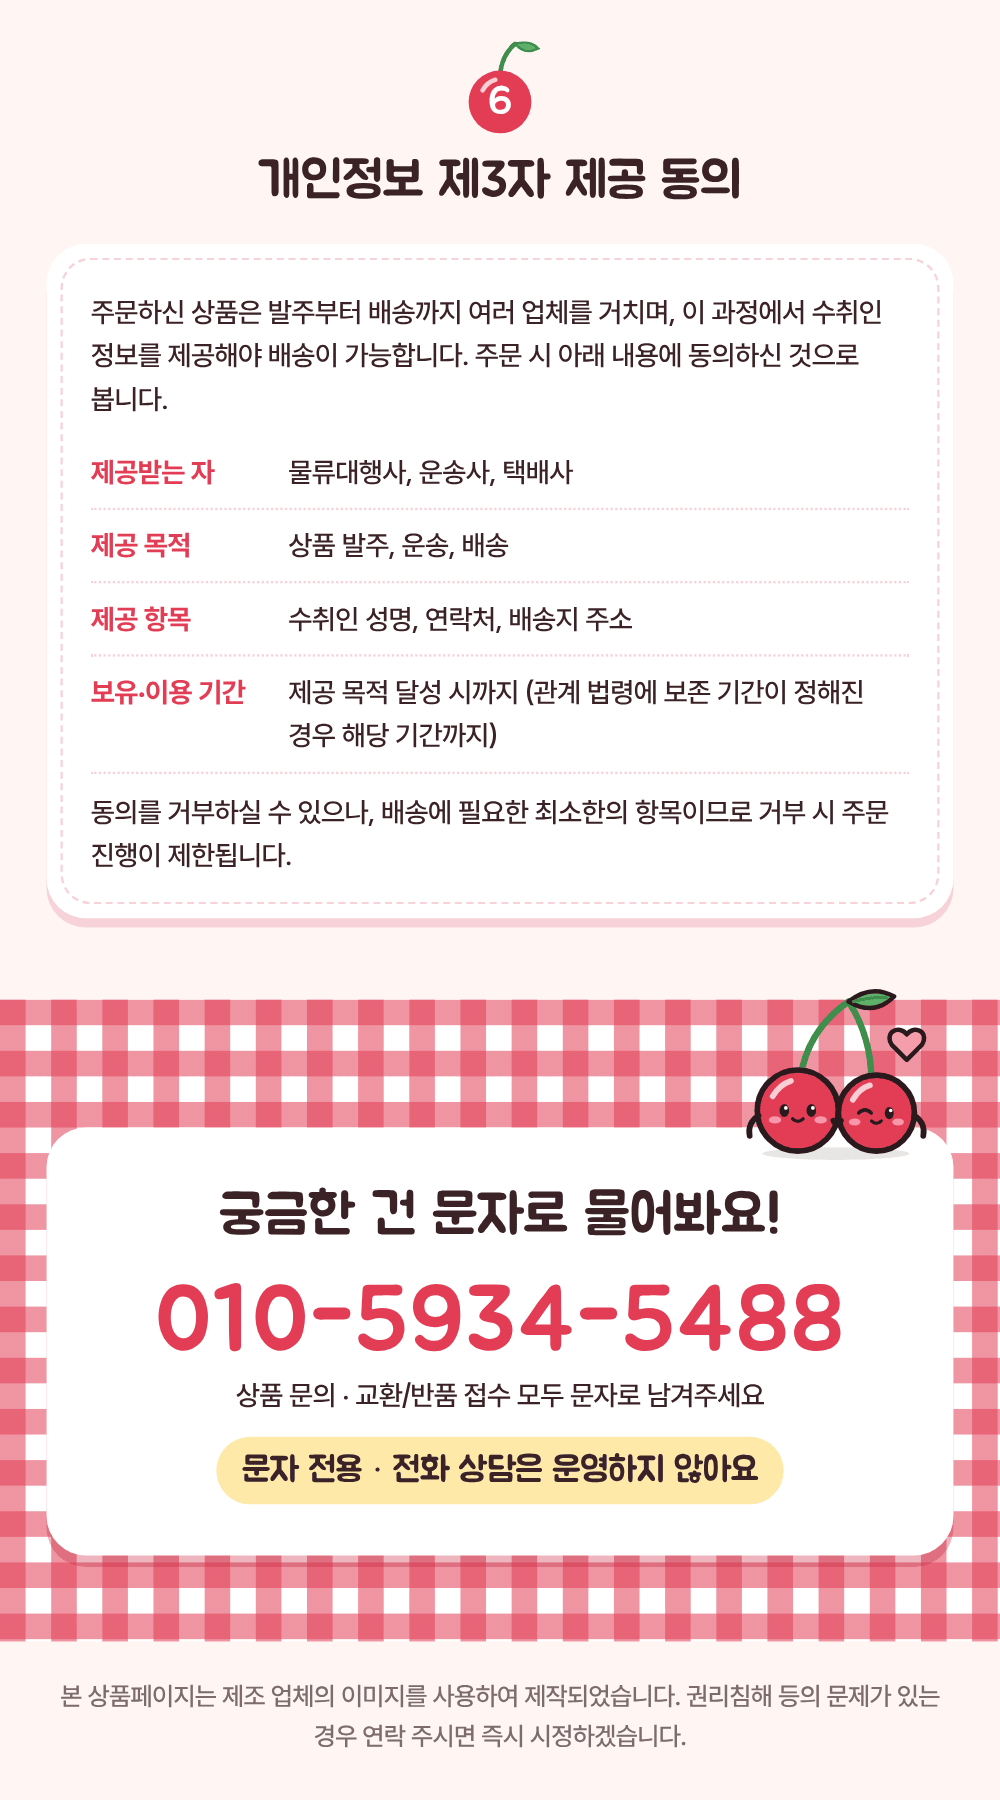 6
개인정보 제3자 제공 동의
주문하신 상품은 발주부터 배송까지 여러 업체를 거치며, 이 과정에서 수취인
정보를 제공해야 배송이 가능합니다. 주문 시 아래 내용에 동의하신 것으로
봅니다.
제공받는 자 물류대행사, 운송사, 택배사
제공 목적 상품 발주, 운송, 배송
제공 항목 수취인 성명, 연락처, 배송지 주소
보유·이용 기간 제공 목적 달성 시까지 (관계 법령에 보존 기간이 정해진
경우 해당 기간까지)
동의를 거부하실 수 있으나, 배송에 필요한 최소한의 항목이므로 거부 시 주문
진행이 제한됩니다.
궁금한 건 문자로 물어봐요!
010-5934-5488
상품 문의 · 교환/반품 접수 모두 문자로 남겨주세요
문자 전용 · 전화 상담은 운영하지 않아요
본 상품페이지는 제조 업체의 이미지를 사용하여 제작되었습니다. 권리침해 등의 문제가 있는
경우 연락 주시면 즉시 시정하겠습니다.